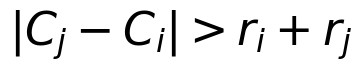 |C_j − C_i| > r_i + r_j